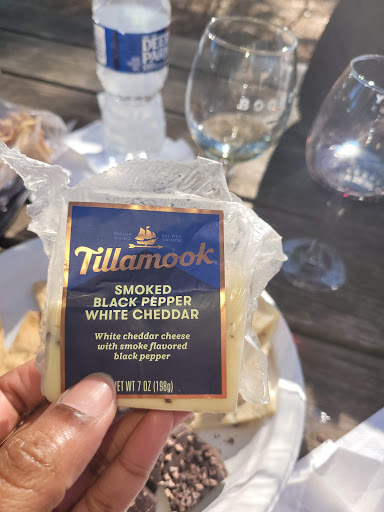 Tillamook
SMOKED
BLACK PEPPER
WHITE CHEDDAR
White cheddar cheese
with smoke flavored
black pepper
NET WT 7 OZ (198g)